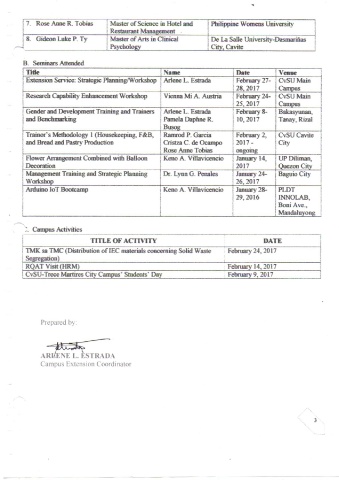 7. Rose Anne R. Tobias Master of Science in Hotel and Philippine Womens University
Restaurant Management
8. Gideon Luke P. Ty Master of Arts in Clinical De La Salle University-Desmariñas
Psychology City, Cavite
B. Seminars Attended
Title Name Date Venue
Extension Service: Strategic Planning/Workshop Arlene L. Estrada February 27- CvSU Main
28, 2017 Campus
Research Capability Enhancement Workshop Vienna Mi A. Austria February 24- CvSU Main
25, 2017 Campus
Gender and Development Training and Trainers Arlene L. Estrada February 8- Bakasyunan,
and Benchmarking Pamela Daphne R. 10, 2017 Tanay, Rizal
Busog
Trainer's Methodology 1 (Housekeeping, F&B, Ramrod P. Garcia February 2, CvSU Cavite
and Bread and Pastry Production Cristza C. de Ocampo 2017 - City
Rose Anne Tobias ongoing
Flower Arrangement Combined with Balloon Keno A. Villavicencio January 14, UP Diliman,
Decoration 2017 Quezon City
Management Training and Strategic Planning Dr. Lynn G. Penales January 24- Baguio City
Workshop 26, 2017
Arduino IoT Bootcamp Keno A. Villavicencio January 28- PLDT
29, 2016 INNOLAB,
Boni Ave.,
Mandaluyong
C. Campus Activities
TITLE OF ACTIVITY DATE
TMK sa TMC (Distribution of IEC materials concerning Solid Waste February 24, 2017
Segregation)
RQAT Visit (HRM) February 14, 2017
CvSU-Trece Martires City Campus' Students' Day February 9, 2017
Prepared by:
ARLENE L. ESTRADA
Campus Extension Coordinator
3